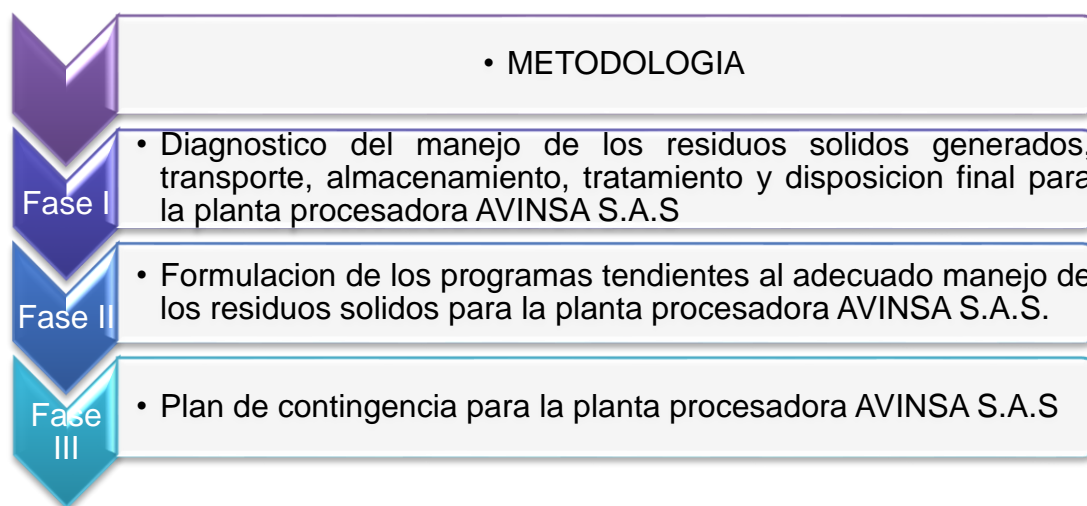 • METODOLOGIA
Fase I
• Diagnostico del manejo de los residuos solidos generados,
transporte, almacenamiento, tratamiento y disposicion final para
la planta procesadora AVINSA S.A.S
Fase II
• Formulacion de los programas tendientes al adecuado manejo de
los residuos solidos para la planta procesadora AVINSA S.A.S.
Fase
III
• Plan de contingencia para la planta procesadora AVINSA S.A.S